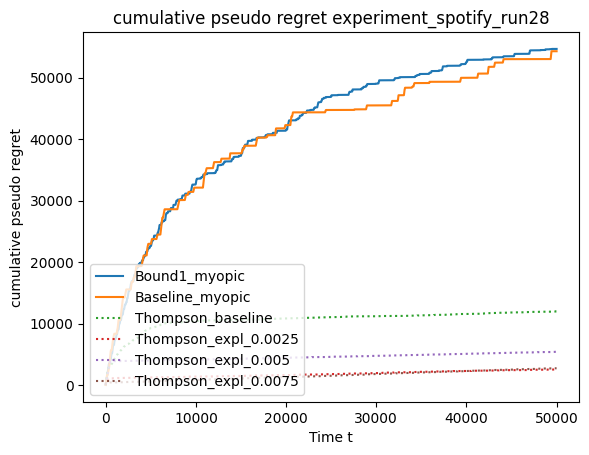 cumulative pseudo regret experiment_spotify_run28
cumulative pseudo regret
50000
40000
30000
20000
10000
0
Bound1_myopic
Baseline_myopic
Thompson_baseline
Thompson_expl_0.0025
Thompson_expl_0.005
Thompson_expl_0.0075
0 10000 20000 30000 40000 50000
Time t